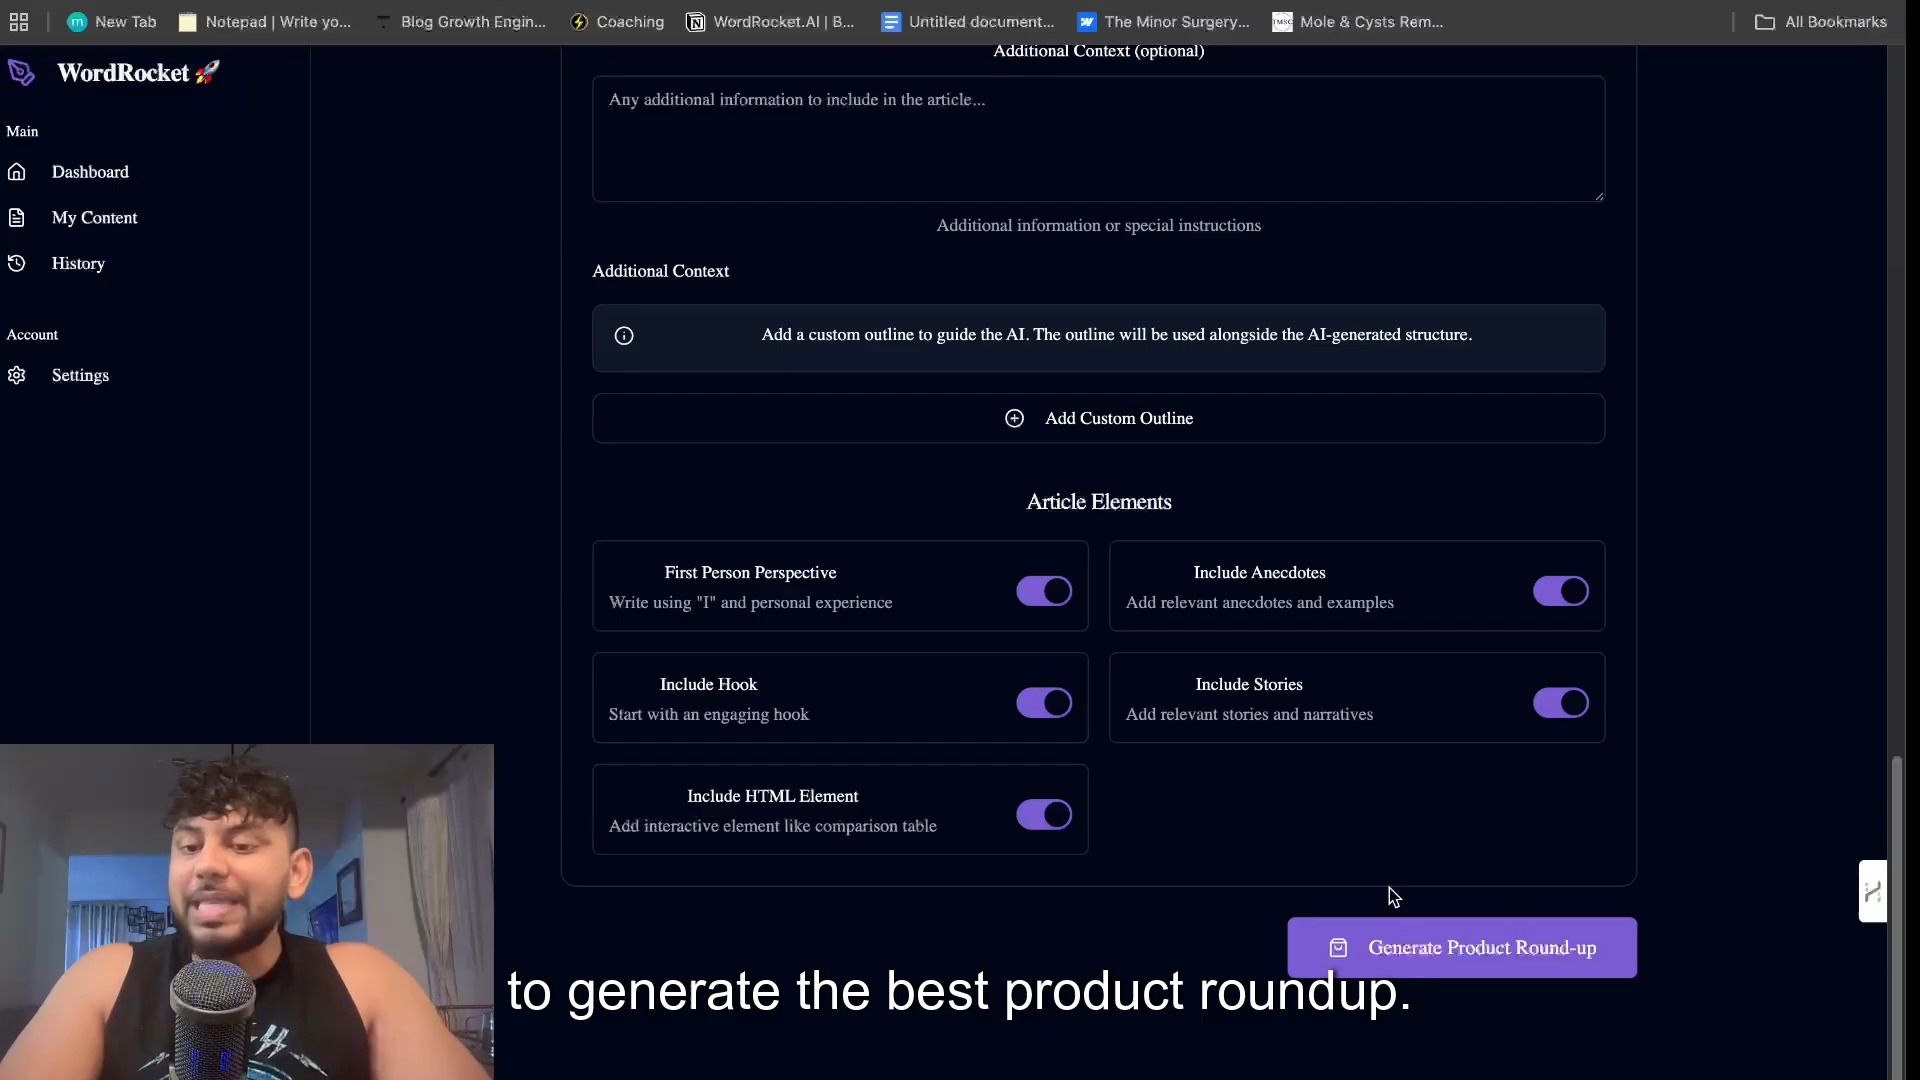 New Tab
Notepad | Write yo...
Blog Growth Engin...
Coaching
WordRocket.AI | B...
Untitled document...
The Minor Surgery...
Mole & Cysts Rem...
All Bookmarks
WordRocket 🚀
Main
Dashboard
My Content
History
Account
Settings
Additional Context (optional)
Any additional information to include in the article...
Additional information or special instructions
Additional Context
Add a custom outline to guide the AI. The outline will be used alongside the AI-generated structure.
Add Custom Outline
Article Elements
First Person Perspective
Write using "I" and personal experience
Include Anecdotes
Add relevant anecdotes and examples
Include Hook
Start with an engaging hook
Include Stories
Add relevant stories and narratives
Include HTML Element
Add interactive element like comparison table
Generate Product Round-up
to generate the best product roundup.